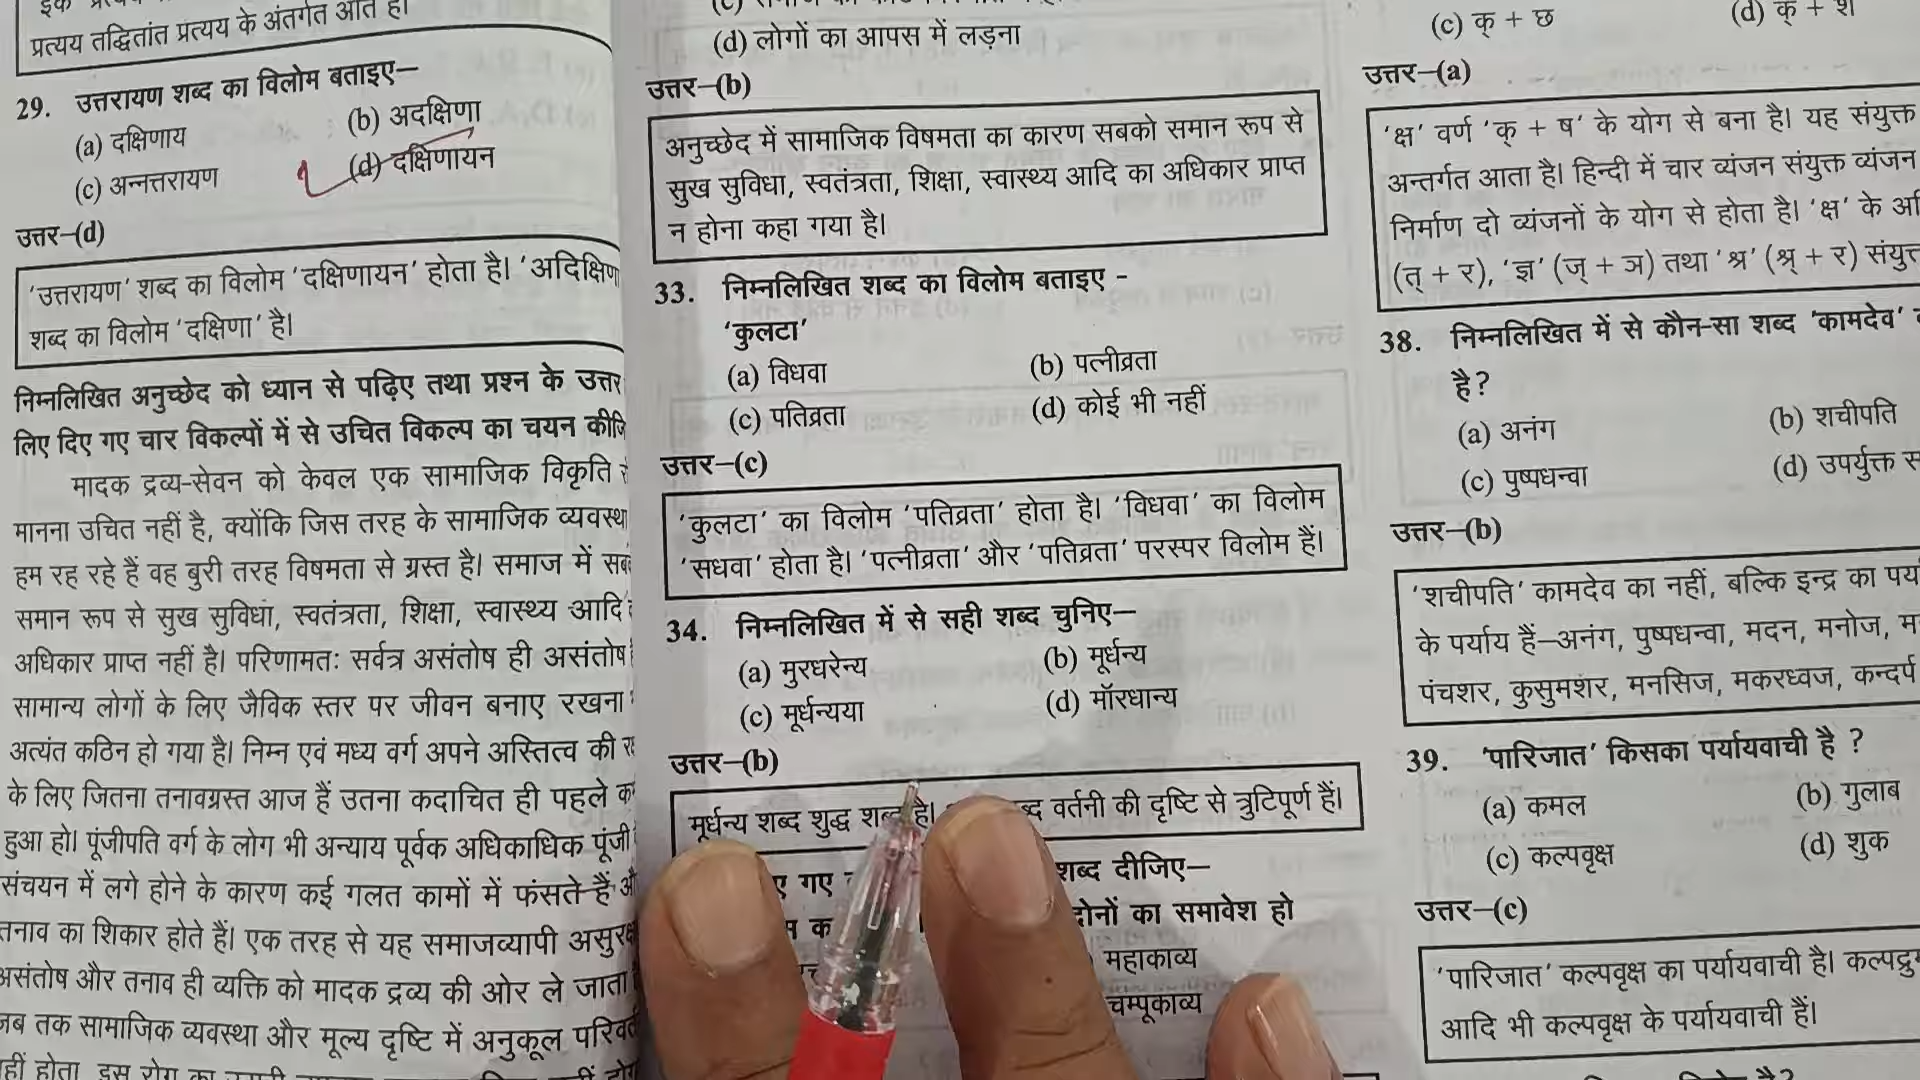 प्रत्यय तद्धितांत प्रत्यय के अंतर्गत आते हैं।
29. उत्तरायण शब्द का विलोम बताइए—
(a) दक्षिणाय
(b) अदक्षिणा
(c) अन्नत्तरायण
(d) दक्षिणायन
उत्तर–(d)
'उत्तरायण' शब्द का विलोम 'दक्षिणायन' होता है। 'अदिक्षिण
शब्द का विलोम 'दक्षिणा' है।
निम्नलिखित अनुच्छेद को ध्यान से पढ़िए तथा प्रश्न के उत्तर
लिए दिए गए चार विकल्पों में से उचित विकल्प का चयन
मादक द्रव्य-सेवन को केवल एक सामाजिक विकृति
मानना उचित नहीं है, क्योंकि जिस तरह के सामाजिक व्यवस्था
हम रह रहे हैं वह बुरी तरह विषमता से ग्रस्त है। समाज में
समान रूप से सुख सुविधा, स्वतंत्रता, शिक्षा, स्वास्थ्य आदि
अधिकार प्राप्त नहीं है। परिणामतः सर्वत्र असंतोष ही असंतोष
सामान्य लोगों के लिए जैविक स्तर पर जीवन बनाए रखना
अत्यंत कठिन हो गया है। निम्न एवं मध्य वर्ग अपने अस्तित्व की
के लिए जितना तनावग्रस्त आज हैं उतना कदाचित ही पहले
हुआ हो। पूंजीपति वर्ग के लोग भी अन्याय पूर्वक अधिकाधिक पूंजी
संचयन में लगे होने के कारण कई गलत कामों में फंसते हैं
तनाव का शिकार होते हैं। एक तरह से यह समाजव्यापी
असंतोष और तनाव ही व्यक्ति को मादक द्रव्य की ओर ले जाता
जब तक सामाजिक व्यवस्था और मूल्य दृष्टि में अनुकूल
(d) लोगों का आपस में लड़ना
उत्तर–(b)
अनुच्छेद में सामाजिक विषमता का कारण सबको समान रूप से
सुख सुविधा, स्वतंत्रता, शिक्षा, स्वास्थ्य आदि का अधिकार प्राप्त
न होना कहा गया है।
33. निम्नलिखित शब्द का विलोम बताइए -
'कुलटा'
(a) विधवा
(b) पत्नीव्रता
(c) पतिव्रता
(d) कोई भी नहीं
उत्तर–(c)
'कुलटा' का विलोम 'पतिव्रता' होता है। 'विधवा' का विलोम
'सधवा' होता है। 'पत्नीव्रता' और 'पतिव्रता' परस्पर विलोम हैं।
34. निम्नलिखित में से सही शब्द चुनिए—
(a) मुरधरेन्य
(b) मूर्धन्य
(c) मूर्धन्यया
(d) मॉरधान्य
उत्तर–(b)
मूर्धन्य शब्द शुद्ध शब्द है। वर्तनी की दृष्टि से त्रुटिपूर्ण हैं।
गए शब्द दीजिए—
दोनों का समावेश हो
महाकाव्य
चम्पूकाव्य
(c) क् + छ
(d) क् + श
उत्तर–(a)
'क्ष' वर्ण 'क् + ष' के योग से बना है। यह संयुक्त
अन्तर्गत आता है। हिन्दी में चार व्यंजन संयुक्त व्यंजन
निर्माण दो व्यंजनों के योग से होता है। 'क्ष' के
(त् + र), 'ज्ञ' (ज् + ञ) तथा 'श्र' (श्र् + र)
38. निम्नलिखित में से कौन-सा शब्द 'कामदेव'
है?
(a) अनंग
(b) शचीपति
(c) पुष्पधन्वा
(d) उपर्युक्त
उत्तर–(b)
'शचीपति' कामदेव का नहीं, बल्कि इन्द्र का
के पर्याय हैं—अनंग, पुष्पधन्वा, मदन, मनोज,
पंचशर, कुसुमशर, मनसिज, मकरध्वज, कन्दर्प
39. 'पारिजात' किसका पर्यायवाची है ?
(a) कमल
(b) गुलाब
(c) कल्पवृक्ष
(d) शुक
उत्तर–(c)
'पारिजात' कल्पवृक्ष का पर्यायवाची है।
आदि भी कल्पवृक्ष के पर्यायवाची हैं।